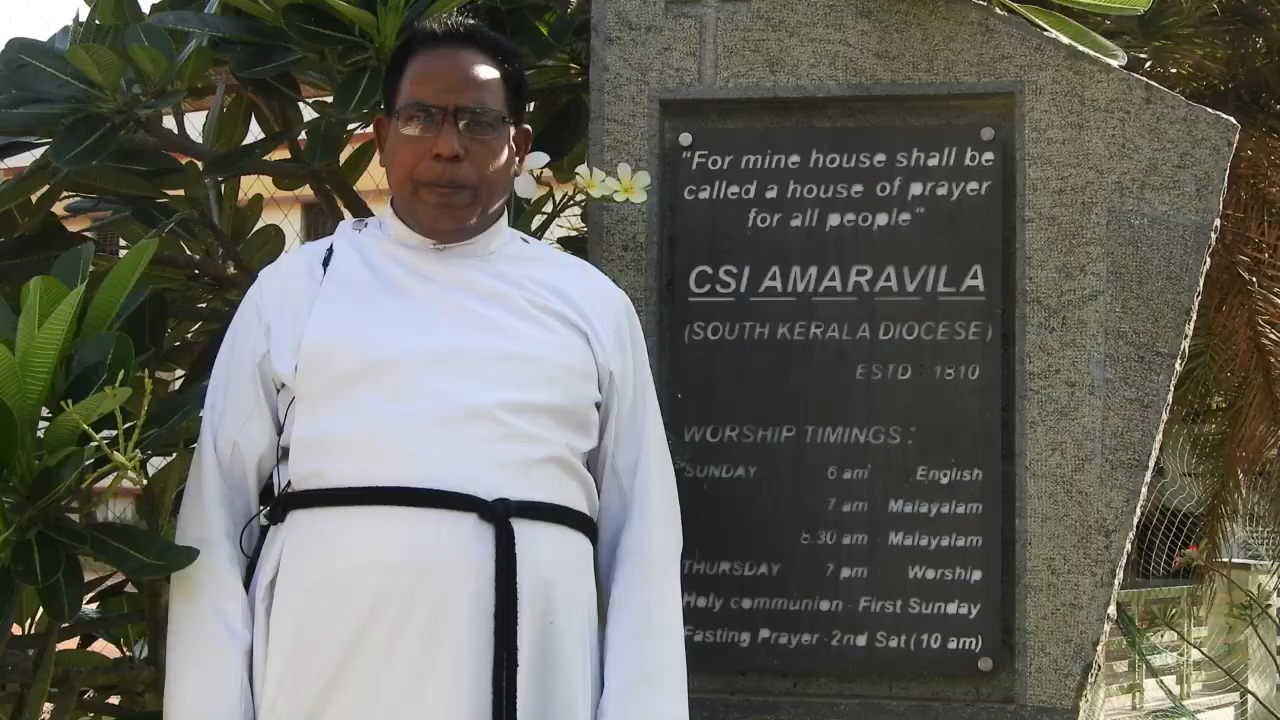 "For mine house shall be
called a house of prayer
for all people"
CSI AMARAVILA
(SOUTH KERALA DIOCESE)
ESTD : 1810
WORSHIP TIMINGS :
SUNDAY 6 am English
7 am Malayalam
8.30 am Malayalam
THURSDAY 7 pm Worship
Holy communion - First Sunday
Fasting Prayer - 2nd Sat (10 am)